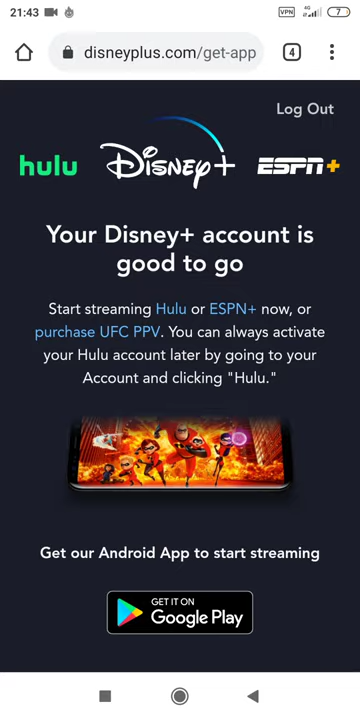 21:43 VPN 4G 7
disneyplus.com/get-app 4
Log Out
hulu Disney+ ESPN+
Your Disney+ account is
good to go
Start streaming Hulu or ESPN+ now, or
purchase UFC PPV. You can always activate
your Hulu account later by going to your
Account and clicking "Hulu."
Get our Android App to start streaming
GET IT ON
Google Play